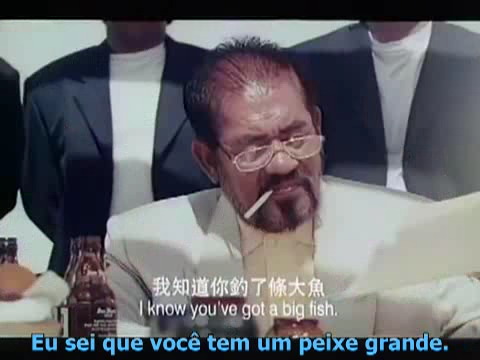 我知道你釣了條大魚
I know you've got a big fish.
Eu sei que você tem um peixe grande.